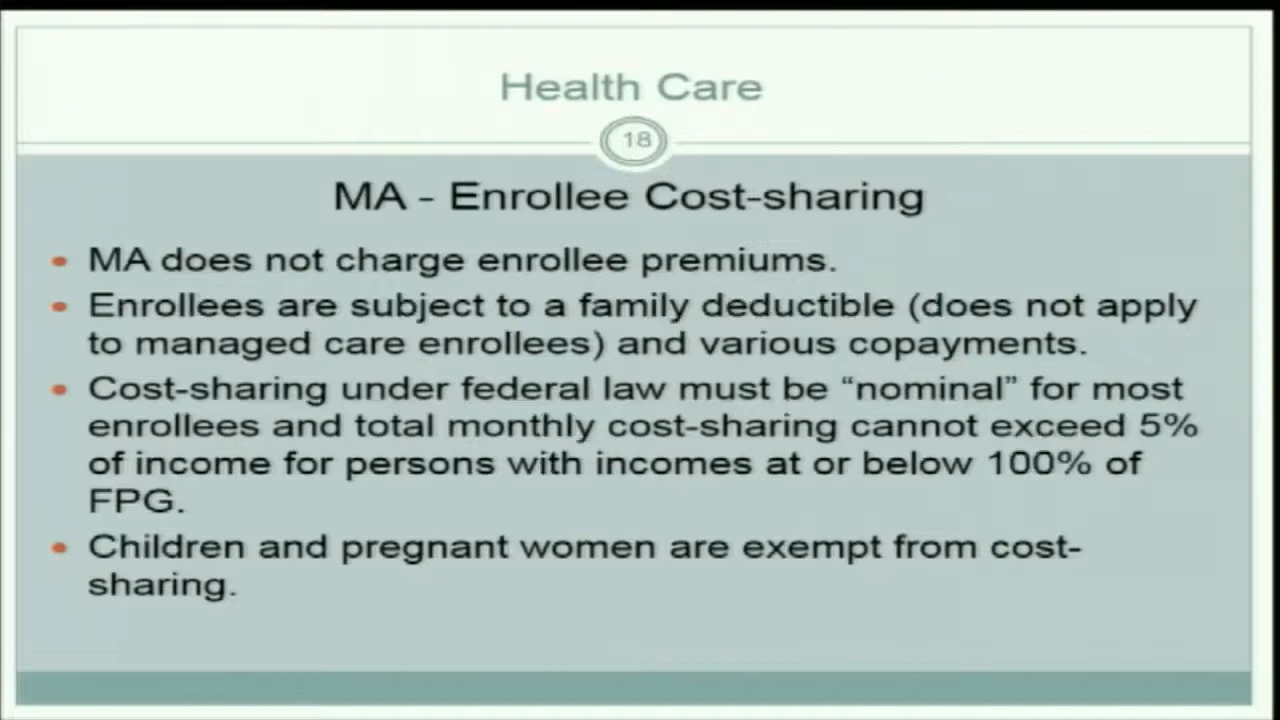 Health Care
18
MA - Enrollee Cost-sharing
• MA does not charge enrollee premiums.
• Enrollees are subject to a family deductible (does not apply
to managed care enrollees) and various copayments.
• Cost-sharing under federal law must be “nominal” for most
enrollees and total monthly cost-sharing cannot exceed 5%
of income for persons with incomes at or below 100% of
FPG.
• Children and pregnant women are exempt from cost-
sharing.